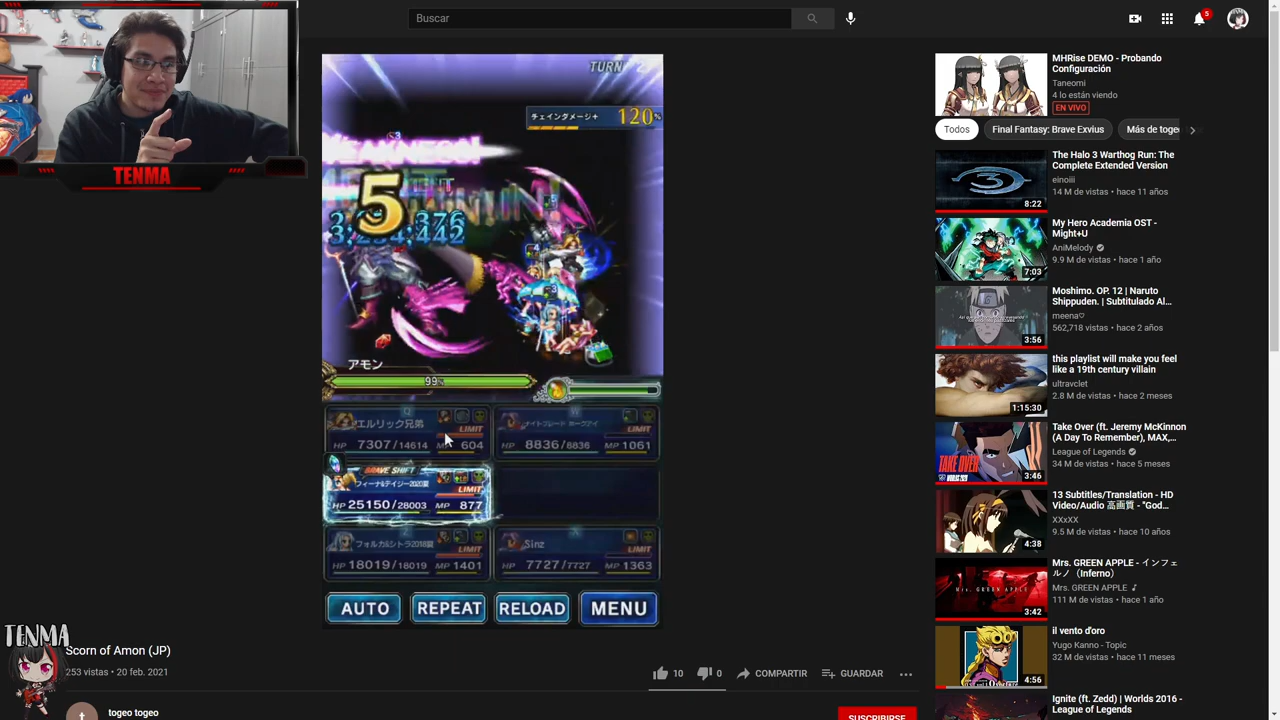 Buscar
5
TENMA
TURN
チェインダメージ+ 120%
3
5
アモン
99%
Q
W
エルリック兄弟
LIMIT
HP 7307/14614 MP 604
LIMIT
HP 8836/8836 MP 1061
BRAVE SHIFT
LIMIT
HP 25150/28003 MP 877
Z
X
LIMIT
HP 18019/18019 MP 1401
Sinz
LIMIT
HP 7727/7727 MP 1363
AUTO
REPEAT
RELOAD
MENU
TENMA
Scorn of Amon (JP)
253 vistas • 20 feb. 2021
10
0
COMPARTIR
GUARDAR
togeo togeo
SUSCRIBIRSE
MHRise DEMO - Probando
Configuración
Taneomi
4 lo están viendo
EN VIVO
Todos
Final Fantasy: Brave Exvius
Más de togeo
The Halo 3 Warthog Run: The
Complete Extended Version
einoiii
14 M de vistas • hace 11 años
8:22
My Hero Academia OST -
Might+U
AniMelody
9.9 M de vistas • hace 1 año
7:03
Moshimo. OP. 12 | Naruto
Shippuden. | Subtitulado Al...
meena♡
562,718 vistas • hace 2 años
3:56
this playlist will make you feel
like a 19th century villain
ultravclet
2.8 M de vistas • hace 2 meses
1:15:30
Take Over (ft. Jeremy McKinnon
(A Day To Remember), MAX,...
League of Legends
34 M de vistas • hace 5 meses
TAKE OVER
3:46
13 Subtitles/Translation - HD
Video/Audio 高画質 - "God...
XXxXX
9.5 M de vistas • hace 10 años
4:38
Mrs. GREEN APPLE - インフェ
ルノ（Inferno）
Mrs. GREEN APPLE
111 M de vistas • hace 1 año
3:42
il vento d'oro
Yugo Kanno - Topic
32 M de vistas • hace 11 meses
4:56
Ignite (ft. Zedd) | Worlds 2016 -
League of Legends